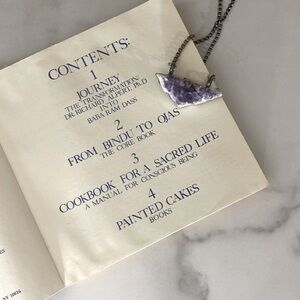 CONTENTS:
1
JOURNEY
THE TRANSFORMATION:
DR. RICHARD ALPERT, PH.D
INTO
BABA RAM DASS
2
FROM BINDU TO OJAS
THE CORE BOOK
3
COOKBOOK FOR A SACRED LIFE
A MANUAL FOR CONSCIOUS BEING
4
PAINTED CAKES
BOOKS